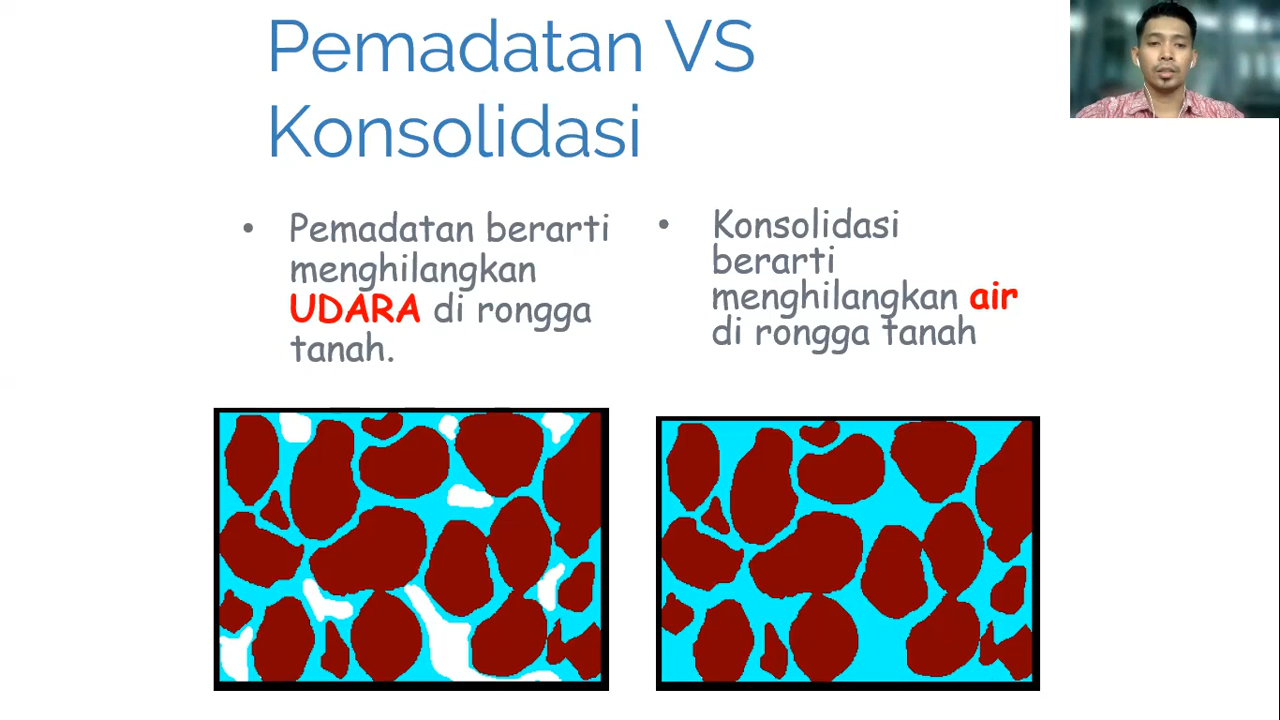 Pemadatan VS
Konsolidasi
• Pemadatan berarti
menghilangkan
UDARA di rongga
tanah.
• Konsolidasi
berarti
menghilangkan air
di rongga tanah